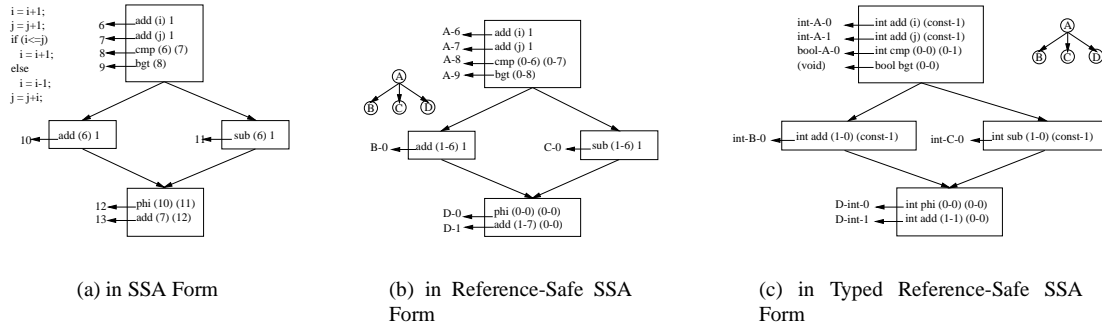 i = i+1;
j = j+1;
if (i<=j)
i = i+1;
else
i = i-1;
j = j+i;
6 add (i) 1
7 add (j) 1
8 cmp (6) (7)
9 bgt (8)
10 add (6) 1
11 sub (6) 1
12 phi (10) (11)
13 add (7) (12)
(a) in SSA Form
A-6 add (i) 1
A-7 add (j) 1
A-8 cmp (0-6) (0-7)
A-9 bgt (0-8)
A
B C D
B-0 add (1-6) 1
C-0 sub (1-6) 1
D-0 phi (0-0) (0-0)
D-1 add (1-7) (0-0)
(b) in Reference-Safe SSA
Form
int-A-0 int add (i) (const-1)
int-A-1 int add (j) (const-1)
bool-A-0 int cmp (0-0) (0-1)
(void) bool bgt (0-0)
A
B C D
int-B-0 int add (1-0) (const-1)
int-C-0 int sub (1-0) (const-1)
D-int-0 int phi (0-0) (0-0)
D-int-1 int add (1-1) (0-0)
(c) in Typed Reference-Safe SSA
Form